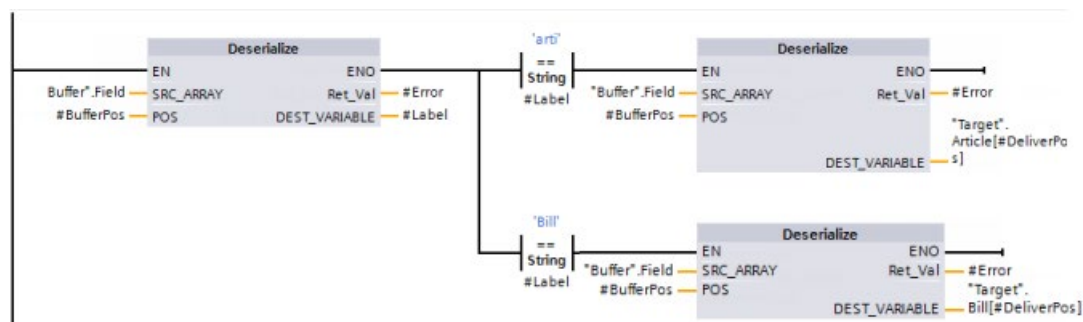 Deserialize
EN ENO
Buffer".Field SRC_ARRAY Ret_Val #Error
#BufferPos POS DEST_VARIABLE #Label
'arti'
==
String
#Label
Deserialize
EN ENO
"Buffer".Field SRC_ARRAY Ret_Val #Error
#BufferPos POS
"Target".
Article[#DeliverPo
DEST_VARIABLE s]
'Bill'
==
String
#Label
Deserialize
EN ENO
"Buffer".Field SRC_ARRAY Ret_Val #Error
#BufferPos POS "Target".
DEST_VARIABLE Bill[#DeliverPos]